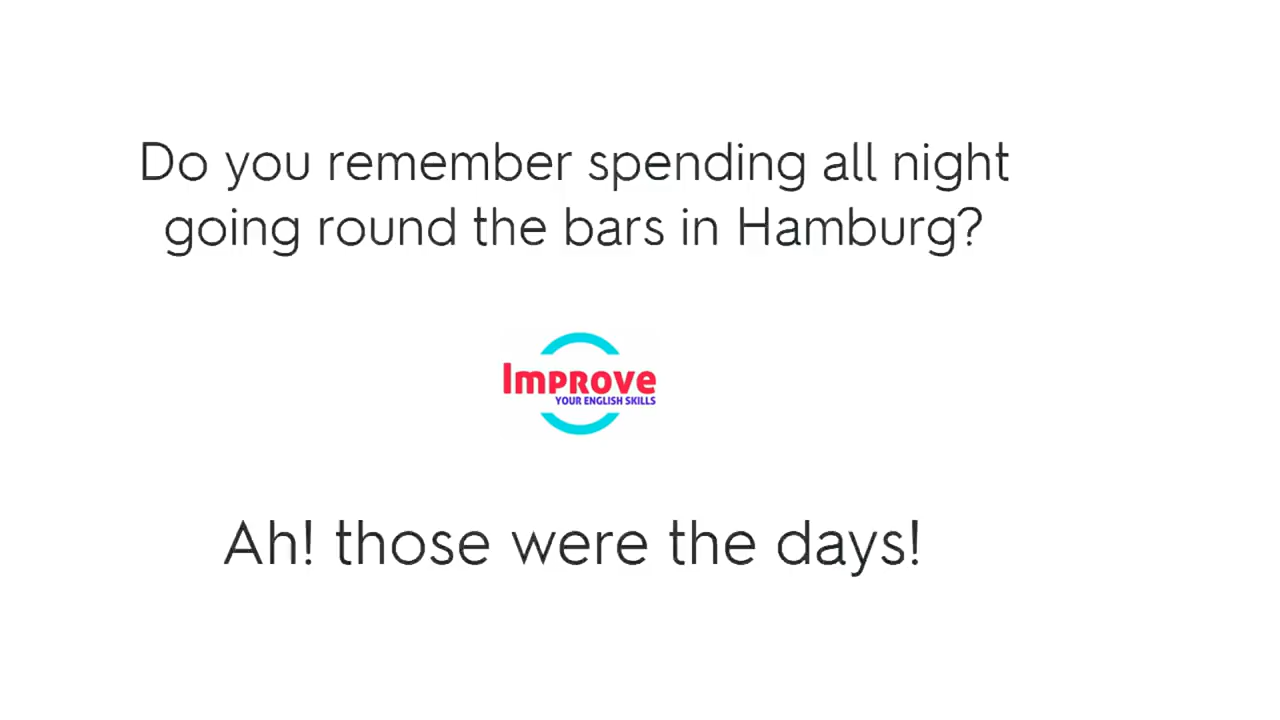 Do you remember spending all night
going round the bars in Hamburg?
Improve
YOUR ENGLISH SKILLS
Ah! those were the days!